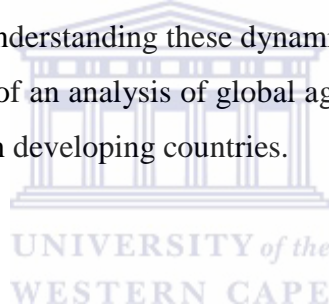 nderstanding these dynami
of an analysis of global ag
n developing countries.
UNIVERSITY of the
WESTERN CAPE